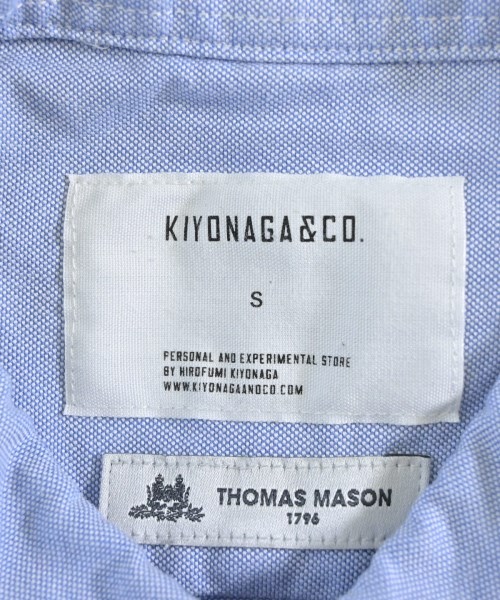 KIYONAGA&CO.
S
PERSONAL AND EXPERIMENTAL STORE
BY HIROFUMI KIYONAGA
WWW.KIYONAGAANDCO.COM
THOMAS MASON
1796